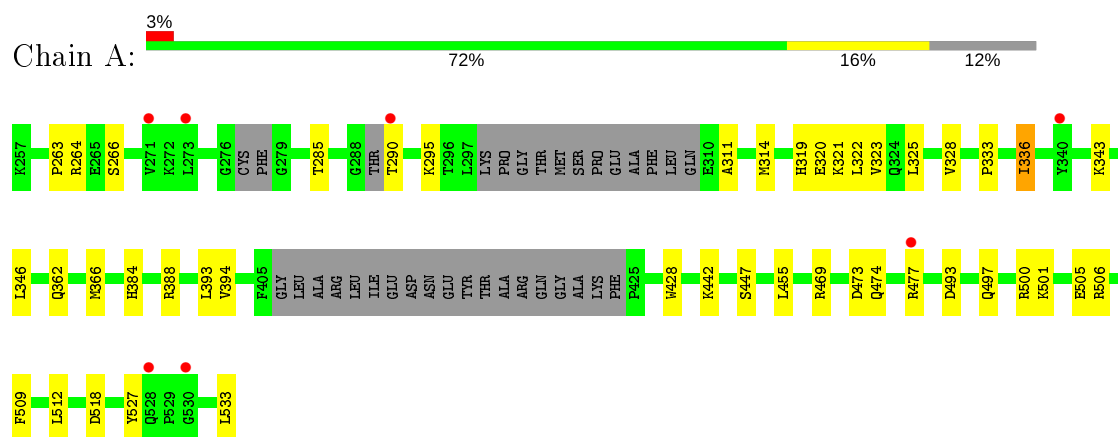 3%
Chain A:
72% 16% 12%
K257 P263 R264 E265 S266 V271 K272 L273 G276 CYS PHE G279 T285 G288 THR T290 K295 T296 L297 LYS PRO GLY THR MET SER PRO GLU ALA PHE LEU GLN E310 A311 M314 H319 E320 K321 L322 V323 Q324 L325 V328 P333 I336 Y340 K343
L346 Q362 M366 H384 R388 L393 V394 F405 GLY LEU ALA ARG LEU ILE GLU ASP ASN GLU TYR THR ALA ARG GLN GLY ALA LYS PHE P425 W428 K442 S447 L455 R469 D473 Q474 R477 D493 Q497 R500 K501 E505 R506
F509 L512 D518 Y527 Q528 P529 G530 L533